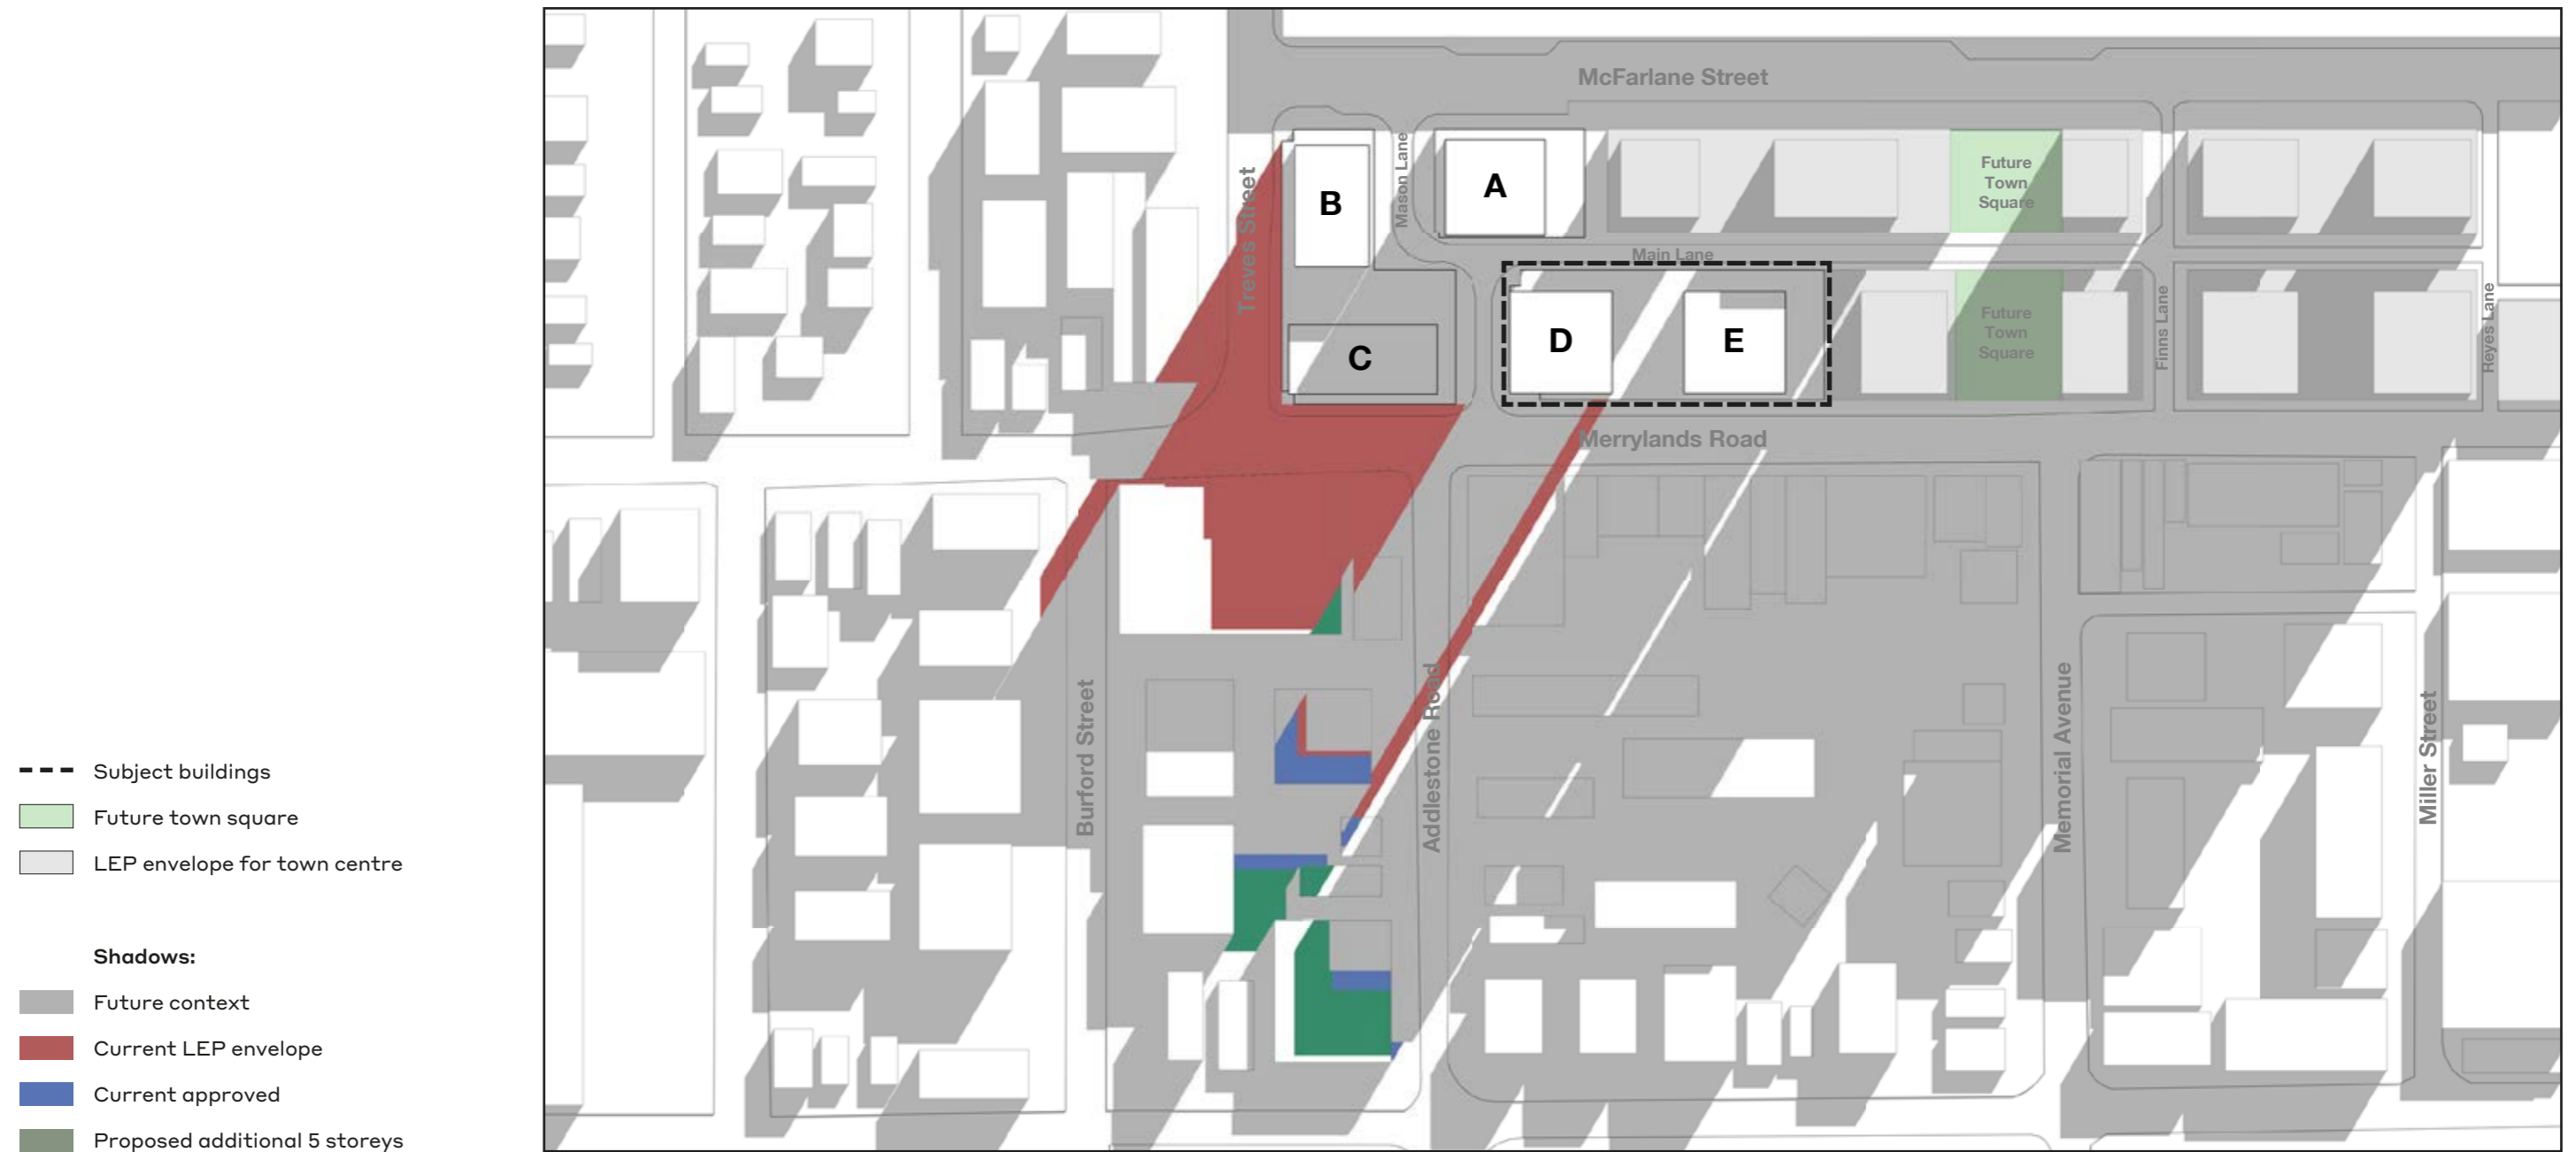 McFarlane Street
Mason Lane
Treves Street
B
A
Future
Town
Square
Main Lane
D
E
C
Future
Town
Square
Finns Lane
Reyes Lane
Merrylands Road
Burford Street
Addlestone Road
Memorial Avenue
Miller Street
Subject buildings
Future town square
LEP envelope for town centre
Shadows:
Future context
Current LEP envelope
Current approved
Proposed additional 5 storeys